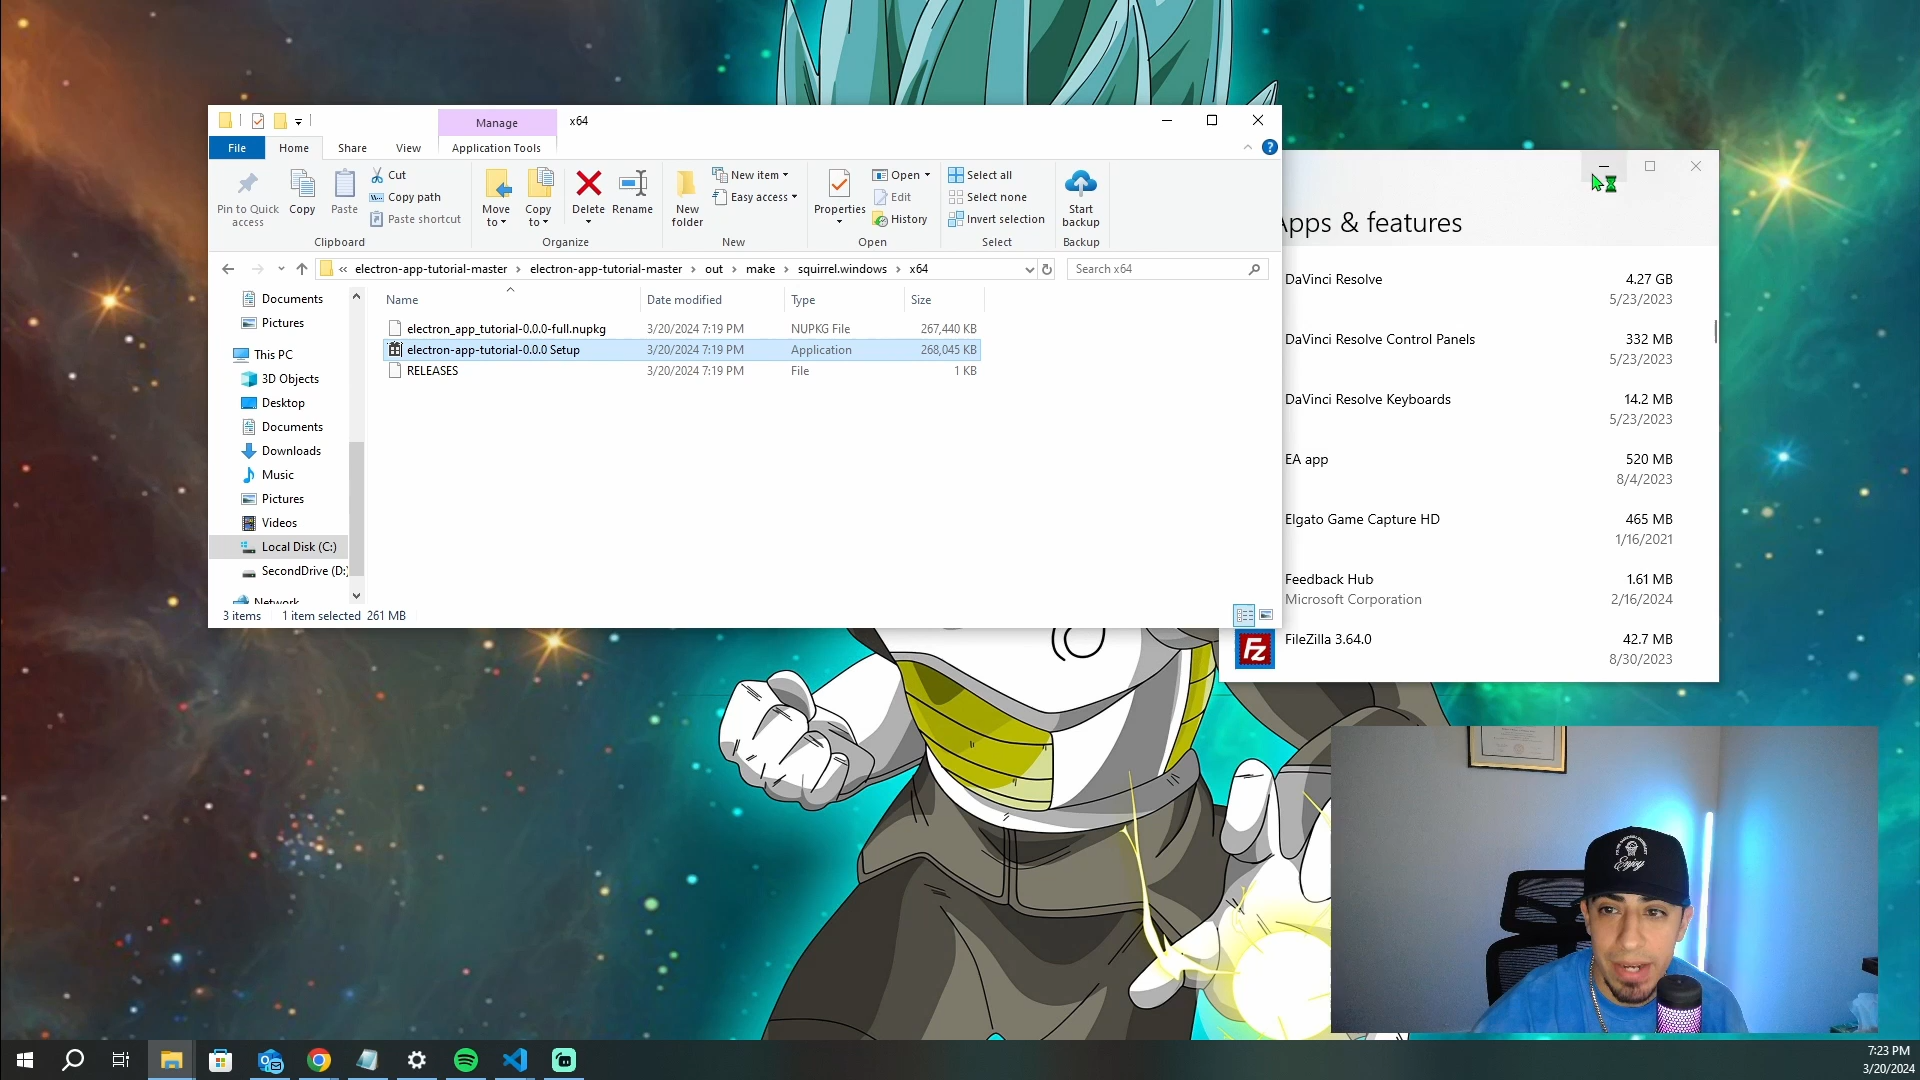 Manage
x64
File
Home
Share
View
Application Tools
Pin to Quick
access
Copy
Paste
Cut
Copy path
Paste shortcut
Clipboard
Move
to
Copy
to
Delete
Rename
Organize
New
folder
New item
Easy access
New
Properties
Open
Edit
History
Open
Select all
Select none
Invert selection
Select
Start
backup
Backup
« electron-app-tutorial-master › electron-app-tutorial-master › out › make › squirrel.windows › x64
Search x64
Documents
Pictures
This PC
3D Objects
Desktop
Documents
Downloads
Music
Pictures
Videos
Local Disk (C:)
SecondDrive (D:)
Network
Name Date modified Type Size
electron_app_tutorial-0.0.0-full.nupkg 3/20/2024 7:19 PM NUPKG File 267,440 KB
electron-app-tutorial-0.0.0 Setup 3/20/2024 7:19 PM Application 268,045 KB
RELEASES 3/20/2024 7:19 PM File 1 KB
3 items 1 item selected 261 MB
Apps & features
DaVinci Resolve 4.27 GB
5/23/2023
DaVinci Resolve Control Panels 332 MB
5/23/2023
DaVinci Resolve Keyboards 14.2 MB
5/23/2023
EA app 520 MB
8/4/2023
Elgato Game Capture HD 465 MB
1/16/2021
Feedback Hub 1.61 MB
Microsoft Corporation 2/16/2024
Fz
FileZilla 3.64.0 42.7 MB
8/30/2023
Enjoy
7:23 PM
3/20/2024